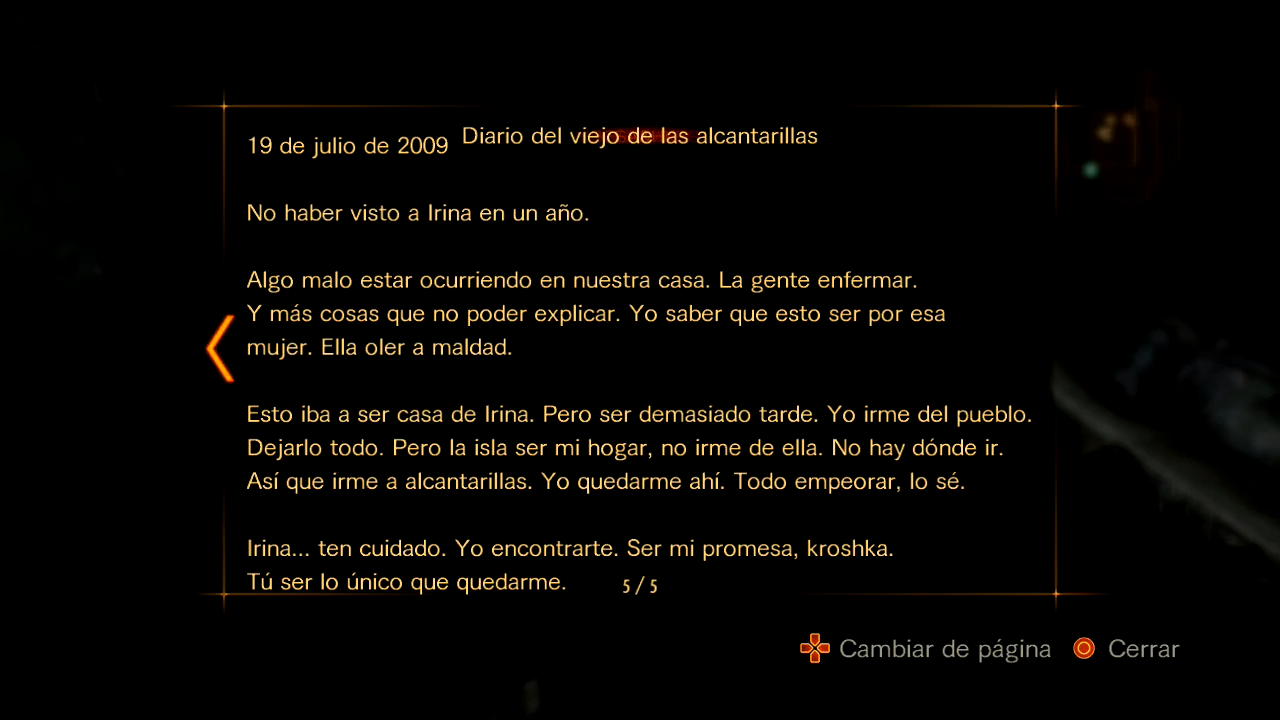 Diario del viejo de las alcantarillas
19 de julio de 2009
No haber visto a Irina en un año.
Algo malo estar ocurriendo en nuestra casa. La gente enfermar.
Y más cosas que no poder explicar. Yo saber que esto ser por esa
mujer. Ella oler a maldad.
Esto iba a ser casa de Irina. Pero ser demasiado tarde. Yo irme del pueblo.
Dejarlo todo. Pero la isla ser mi hogar, no irme de ella. No hay dónde ir.
Así que irme a alcantarillas. Yo quedarme ahí. Todo empeorar, lo sé.
Irina... ten cuidado. Yo encontrarte. Ser mi promesa, kroshka.
Tú ser lo único que quedarme.
5/5
Cambiar de página
Cerrar